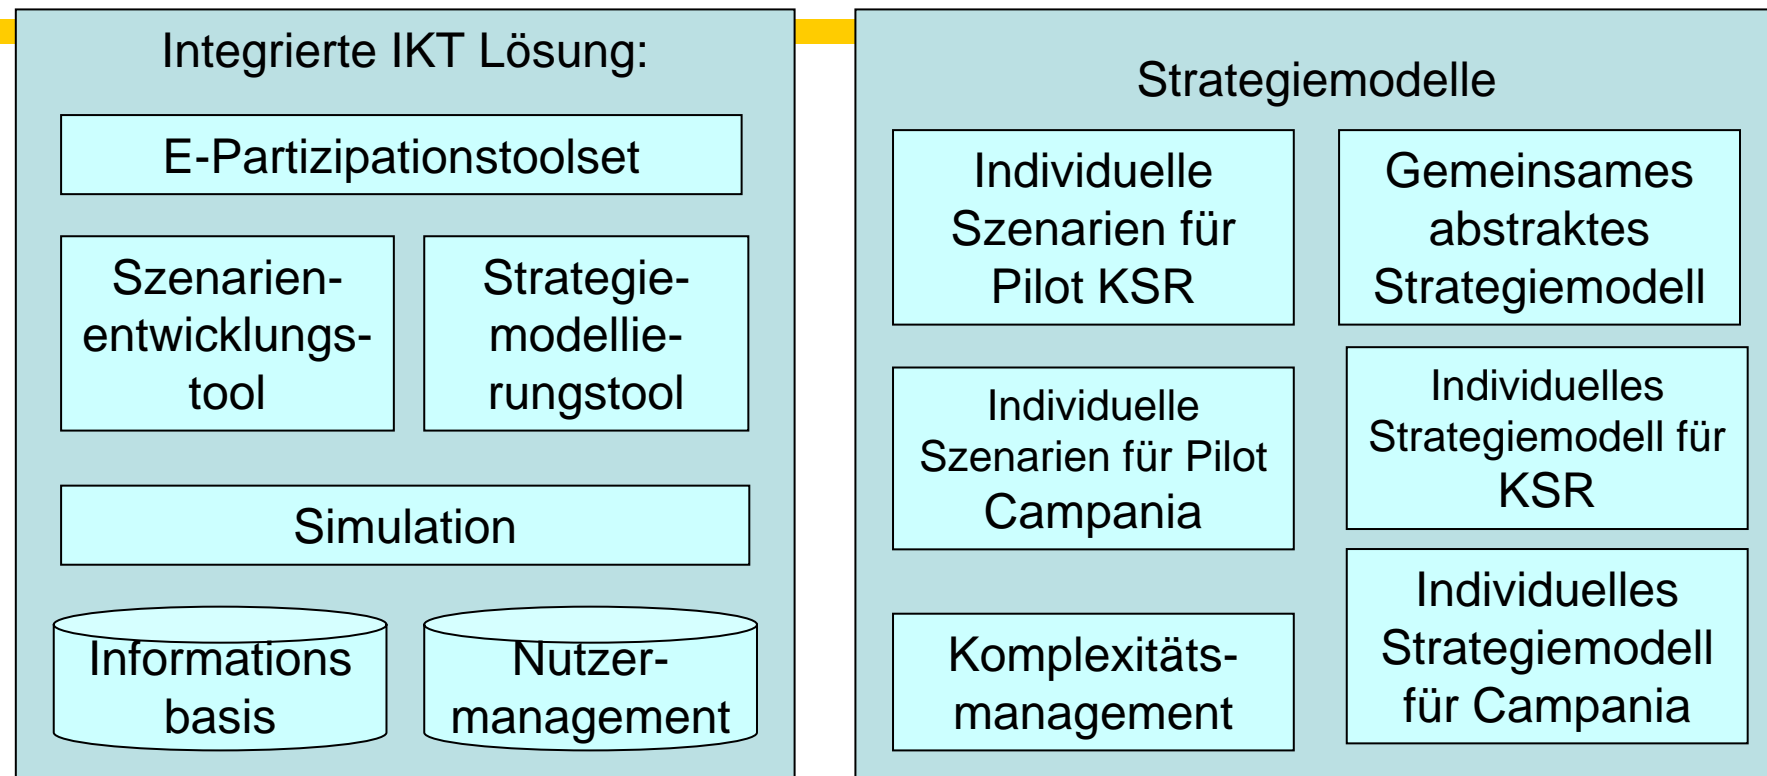 Integrierte IKT Lösung:
E-Partizipationstoolset
Szenarien-
entwicklungs-
tool
Strategie-
modellie-
rungstool
Simulation
Informations
basis
Nutzer-
management
Strategiemodelle
Individuelle
Szenarien für
Pilot KSR
Gemeinsames
abstraktes
Strategiemodell
Individuelle
Szenarien für Pilot
Campania
Individuelles
Strategiemodell für
KSR
Komplexitäts-
management
Individuelles
Strategiemodell
für Campania